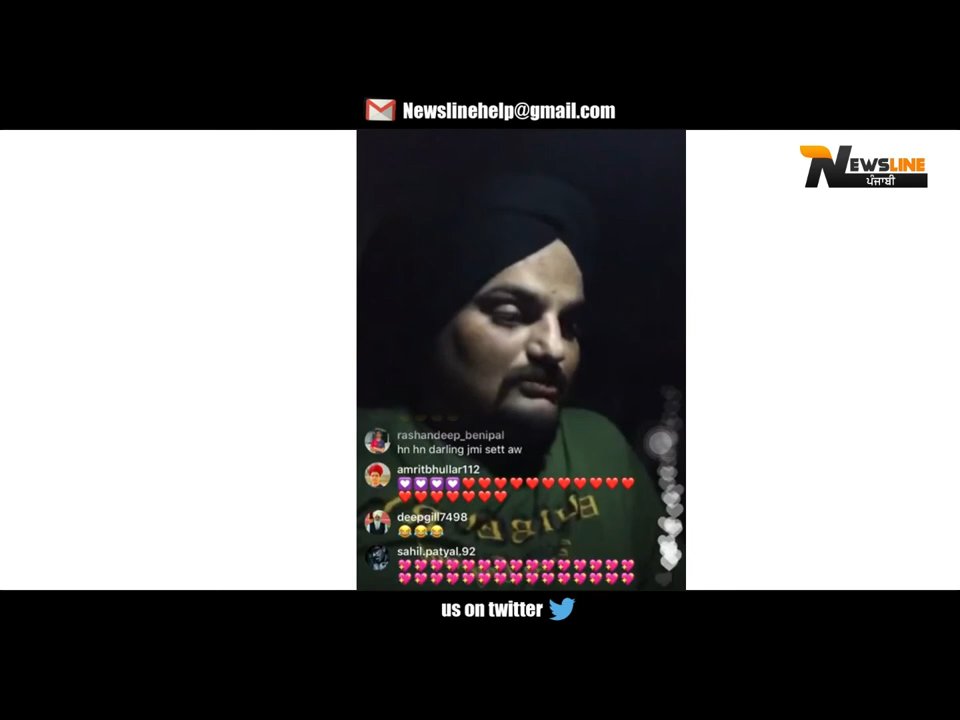 Newslinehelp@gmail.com
NEWSLINE
ਪੰਜਾਬੀ
rashandeep_benipal
hn hn darling jmi sett aw
amritbhullar112
deepgill7498
sahil.patyal.92
us on twitter